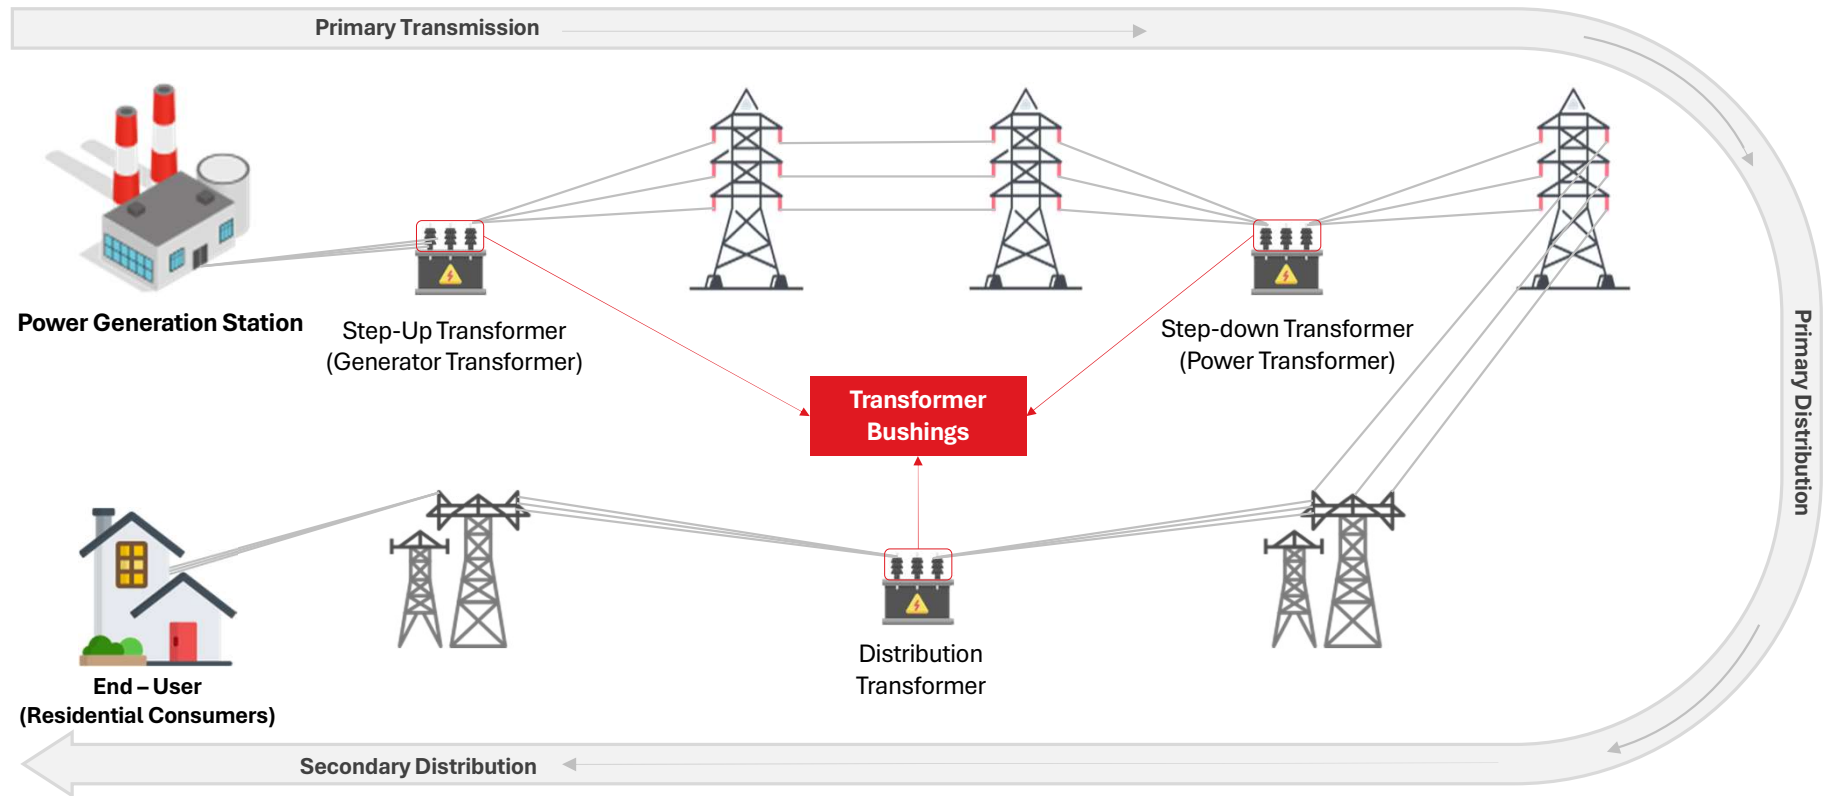 Primary Transmission
Power Generation Station
Step-Up Transformer
(Generator Transformer)
Step-down Transformer
(Power Transformer)
Transformer
Bushings
Primary Distribution
Distribution
Transformer
End – User
(Residential Consumers)
Secondary Distribution